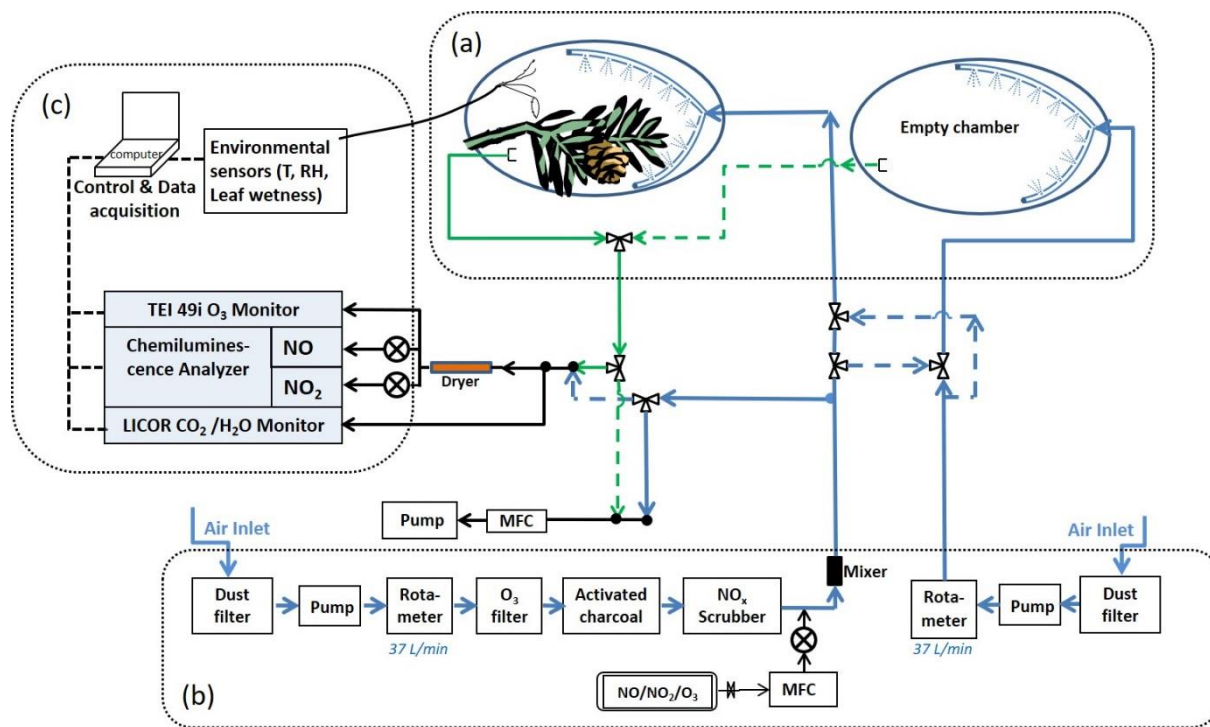 (a)
(c)
computer
Control & Data
acquisition
Environmental
sensors (T, RH,
Leaf wetness)
Empty chamber
TEI 49i O₃ Monitor
Chemilumines-
cence Analyzer
NO
NO₂
LICOR CO₂ /H₂O Monitor
Dryer
Pump
MFC
Air Inlet
Air Inlet
Mixer
Dust
filter
Pump
Rota-
meter
37 L/min
O₃
filter
Activated
charcoal
NOₓ
Scrubber
Rota-
meter
37 L/min
Pump
Dust
filter
(b)
NO/NO₂/O₃
MFC